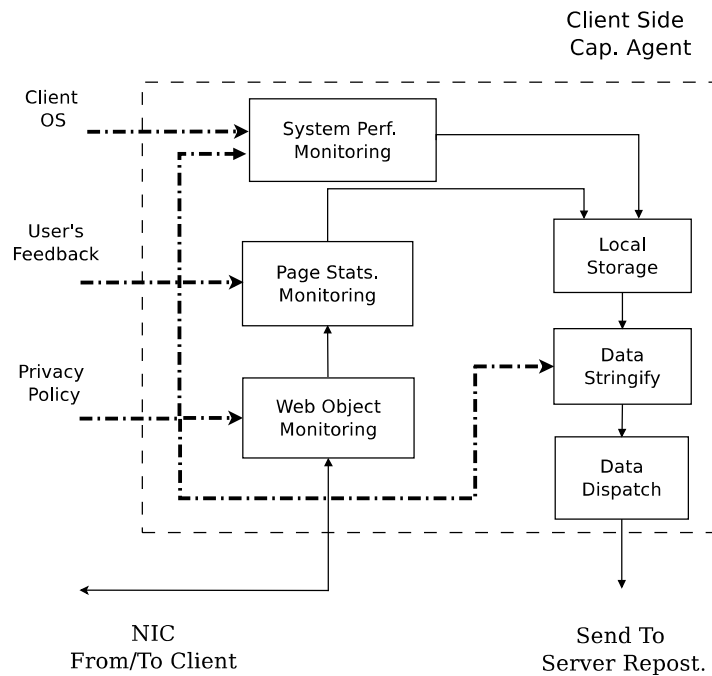 Client Side
Cap. Agent
Client
OS
System Perf.
Monitoring
User's
Feedback
Page Stats.
Monitoring
Local
Storage
Privacy
Policy
Web Object
Monitoring
Data
Stringify
Data
Dispatch
NIC
From/To Client
Send To
Server Repost.